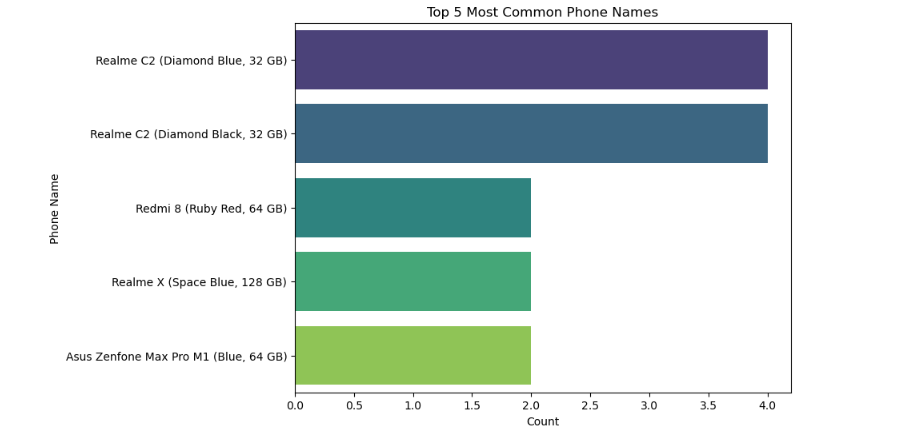 Top 5 Most Common Phone Names
Phone Name
Realme C2 (Diamond Blue, 32 GB)
Realme C2 (Diamond Black, 32 GB)
Redmi 8 (Ruby Red, 64 GB)
Realme X (Space Blue, 128 GB)
Asus Zenfone Max Pro M1 (Blue, 64 GB)
0.0 0.5 1.0 1.5 2.0 2.5 3.0 3.5 4.0
Count